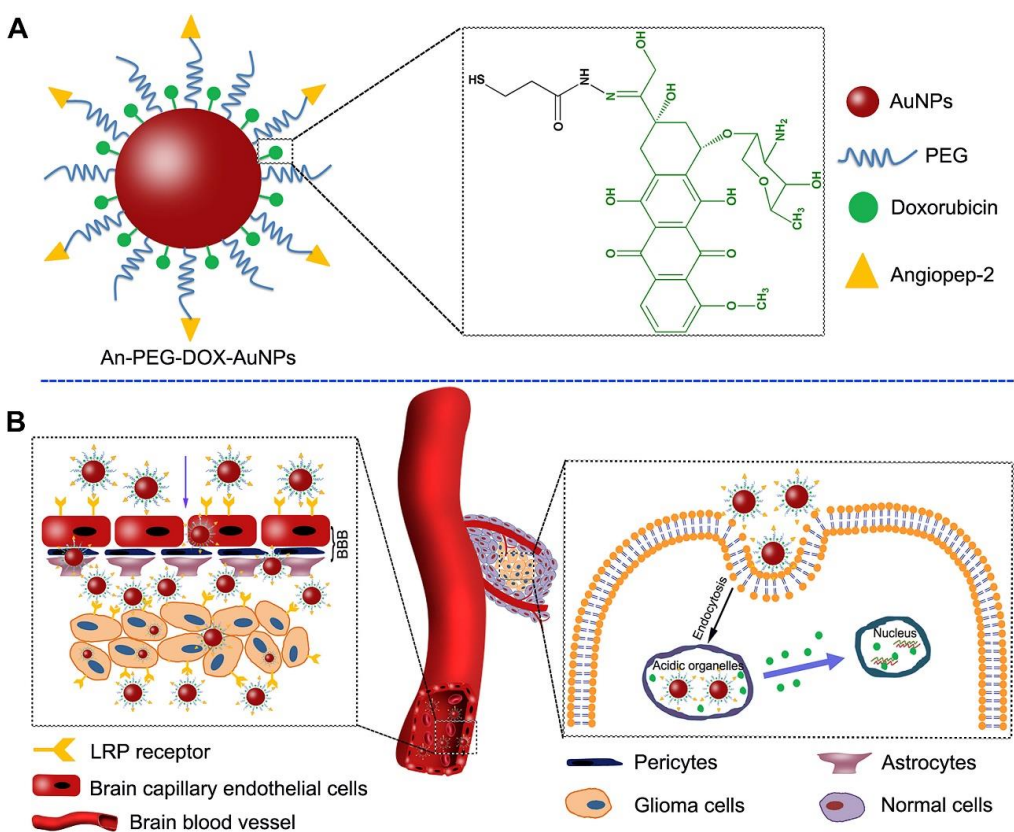 A
HS
O
NH
N
OH
OH
O
NH2
OH
O
CH3
OH
OH
O
O
O
CH3
AuNPs
PEG
Doxorubicin
Angiopep-2
An-PEG-DOX-AuNPs
B
BBB
Endocytosis
Acidic organelles
Nucleus
LRP receptor
Brain capillary endothelial cells
Brain blood vessel
Pericytes
Astrocytes
Glioma cells
Normal cells